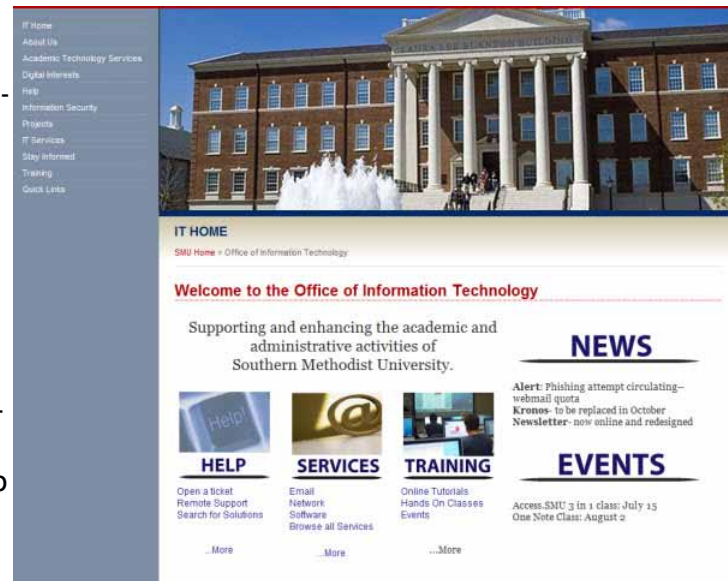 IT Home
About Us
Academic Technology Services
Digital Interests
Help
Information Security
Projects
IT Services
Stay Informed
Training
Quick Links
LAURA LEE BLANTON BUILDING
IT HOME
SMU Home » Office of Information Technology
Welcome to the Office of Information Technology
Supporting and enhancing the academic and
administrative activities of
Southern Methodist University.
Help!
HELP
Open a ticket
Remote Support
Search for Solutions
...More
@
SERVICES
Email
Network
Software
Browse all Services
...More
TRAINING
Online Tutorials
Hands On Classes
Events
...More
NEWS
Alert: Phishing attempt circulating--
webmail quota
Kronos- to be replaced in October
Newsletter- now online and redesigned
EVENTS
Access.SMU 3 in 1 class: July 15
One Note Class: August 2